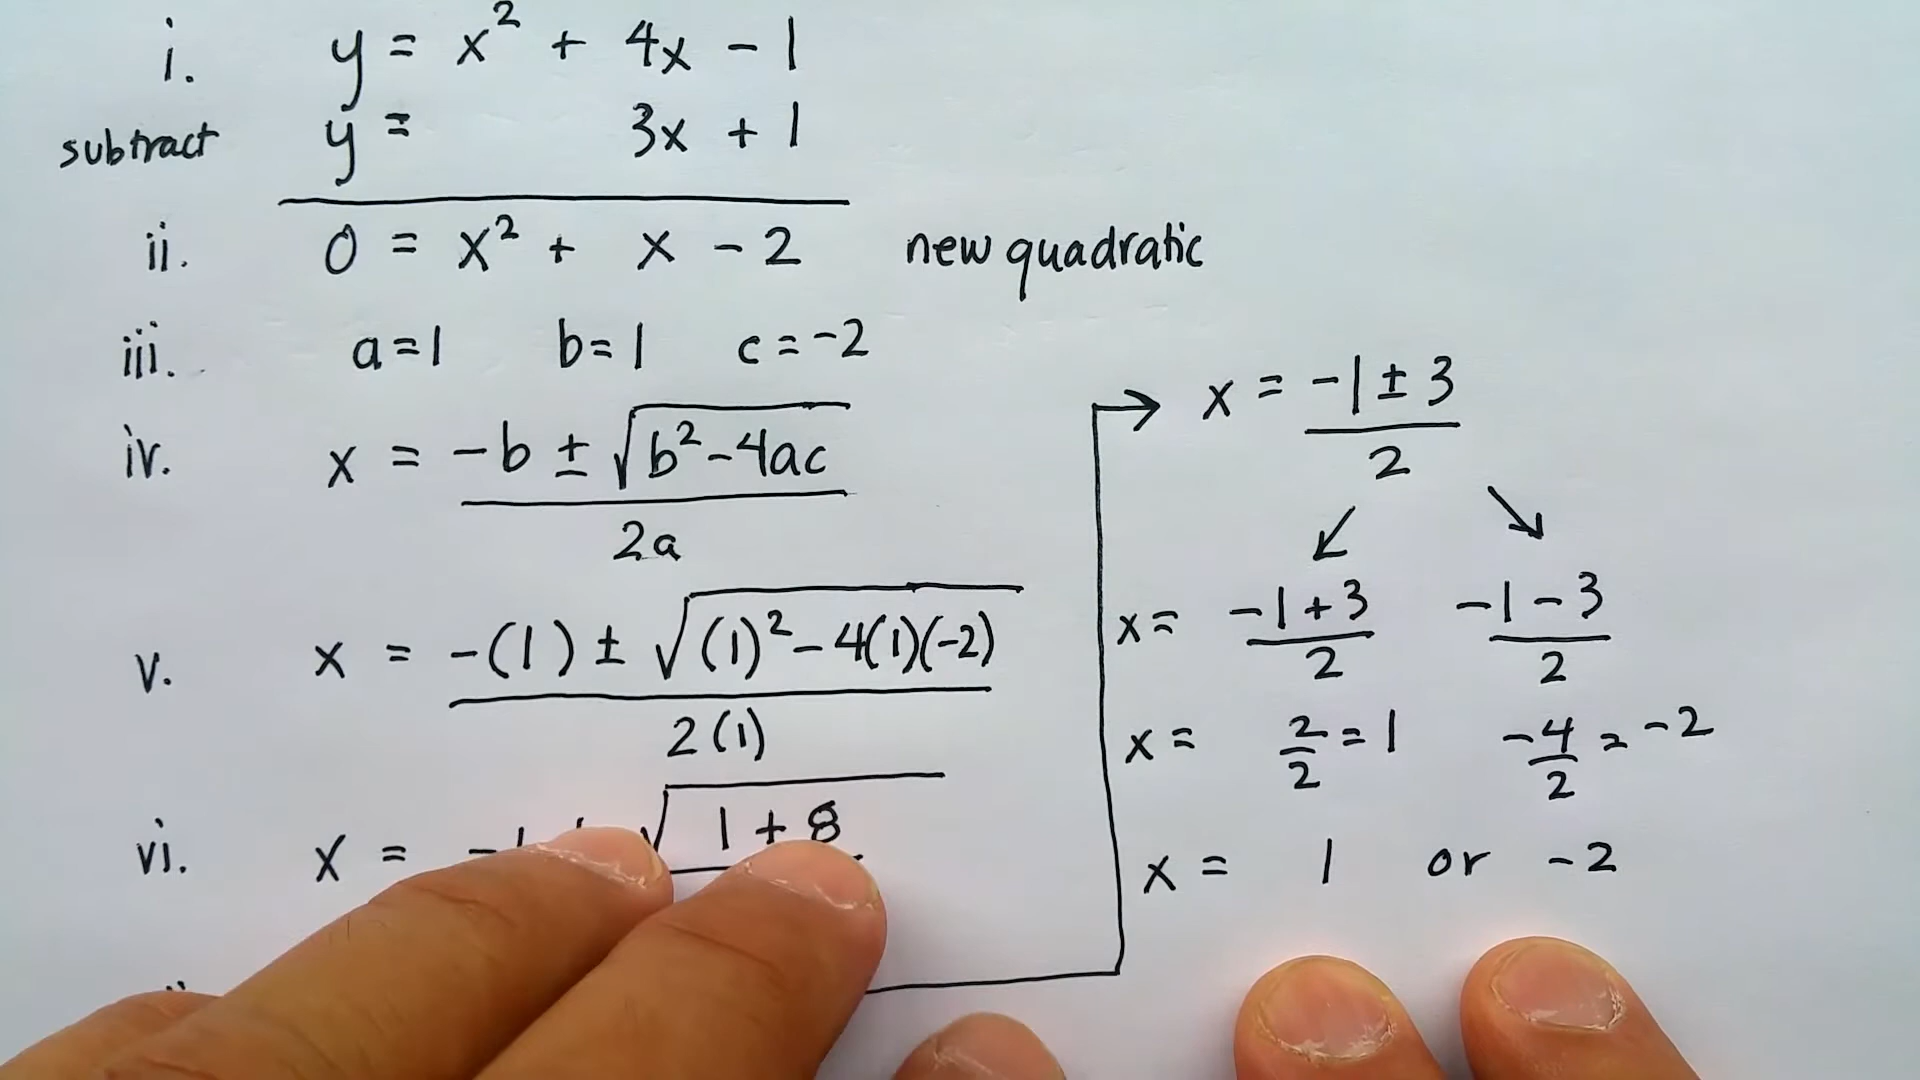 i. y = x² + 4x - 1
subtract y = 3x + 1
ii. 0 = x² + x - 2 new quadratic
iii. a=1 b=1 c=-2
iv. x = (-b ± √(b²-4ac))/2a
v. x = (-(1) ± √((1)²-4(1)(-2)))/2(1)
vi. x = √(1+8)
x = (-1±3)/2
↙ ↘
x = (-1+3)/2 (-1-3)/2
x = 2/2 = 1 -4/2 = -2
x = 1 or -2